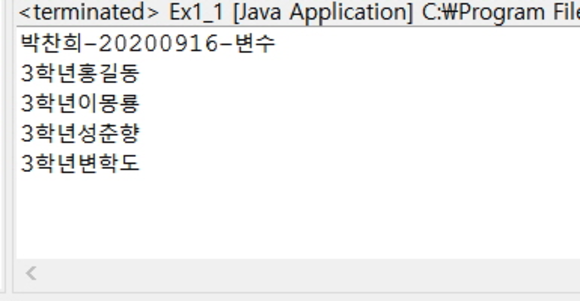 <terminated> Ex1_1 [Java Application] C:₩Program File
박찬희-20200916-변수
3학년홍길동
3학년이몽룡
3학년성춘향
3학년변학도